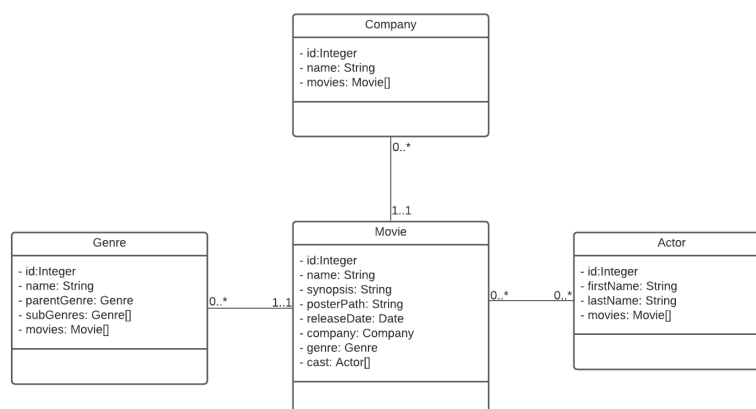 Company
- id:Integer
- name: String
- movies: Movie[]
0..*
1..1
Genre
- id:Integer
- name: String
- parentGenre: Genre
- subGenres: Genre[]
- movies: Movie[]
0..*
1..1
Movie
- id:Integer
- name: String
- synopsis: String
- posterPath: String
- releaseDate: Date
- company: Company
- genre: Genre
- cast: Actor[]
0..*
0..*
Actor
- id:Integer
- firstName: String
- lastName: String
- movies: Movie[]